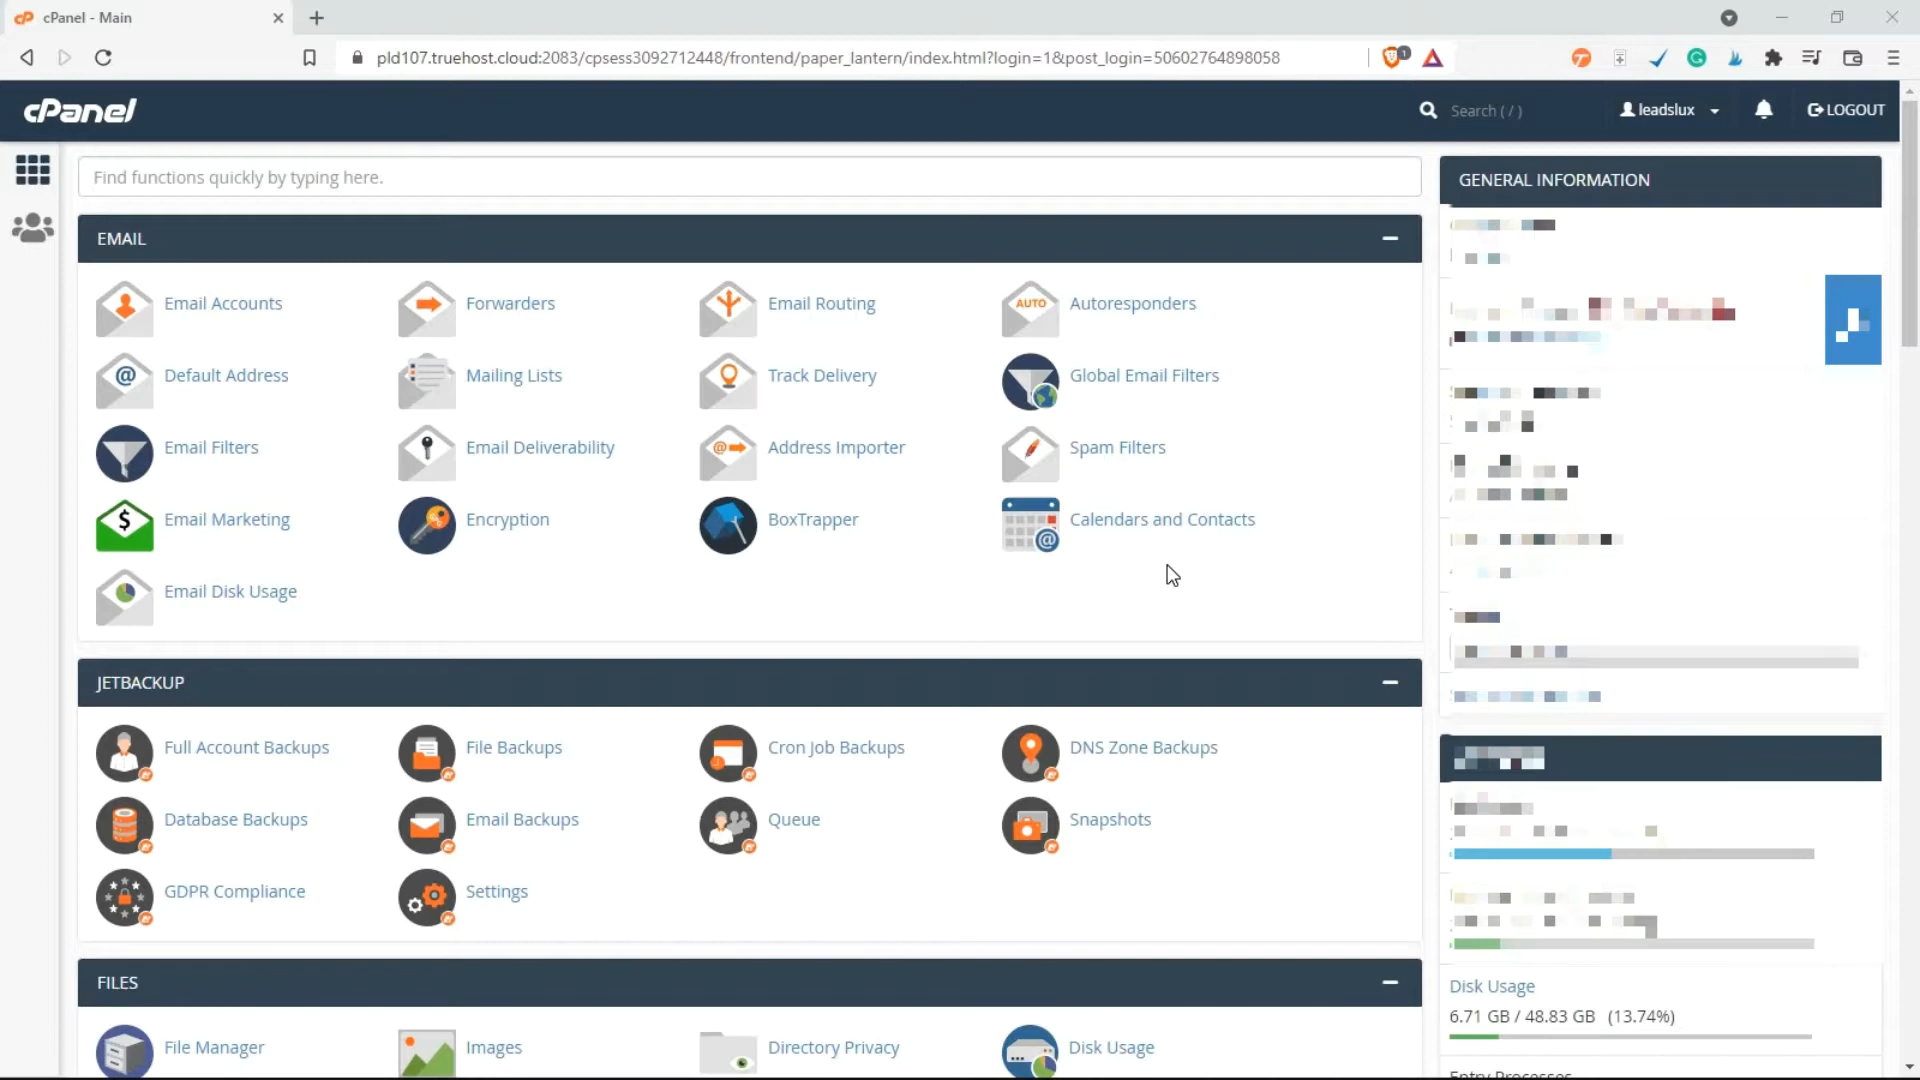 cPanel - Main
pld107.truehost.cloud:2083/cpsess3092712448/frontend/paper_lantern/index.html?login=1&post_login=50602764898058
1
cPanel
Search ( / )
leadslux
LOGOUT
Find functions quickly by typing here.
EMAIL
Email Accounts
Forwarders
Email Routing
AUTO
Autoresponders
Default Address
Mailing Lists
Track Delivery
Global Email Filters
Email Filters
Email Deliverability
Address Importer
Spam Filters
Email Marketing
Encryption
BoxTrapper
Calendars and Contacts
Email Disk Usage
JETBACKUP
Full Account Backups
File Backups
Cron Job Backups
DNS Zone Backups
Database Backups
Email Backups
Queue
Snapshots
GDPR Compliance
Settings
FILES
File Manager
Images
Directory Privacy
Disk Usage
GENERAL INFORMATION
Disk Usage
6.71 GB / 48.83 GB (13.74%)
Entry Processes